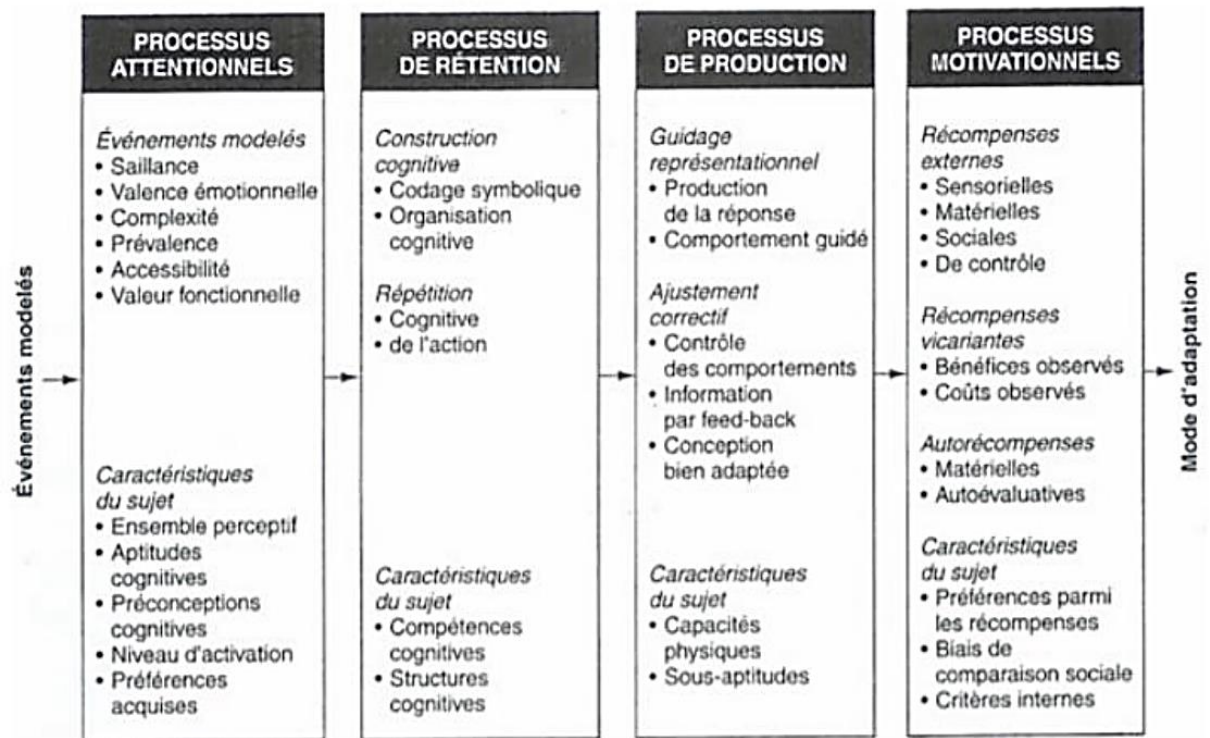 Événements modelés
PROCESSUS
ATTENTIONNELS
Événements modelés
• Saillance
• Valence émotionnelle
• Complexité
• Prévalence
• Accessibilité
• Valeur fonctionnelle
Caractéristiques
du sujet
• Ensemble perceptif
• Aptitudes
cognitives
• Préconceptions
cognitives
• Niveau d'activation
• Préférences
acquises
PROCESSUS
DE RÉTENTION
Construction
cognitive
• Codage symbolique
• Organisation
cognitive
Répétition
• Cognitive
• de l'action
Caractéristiques
du sujet
• Compétences
cognitives
• Structures
cognitives
PROCESSUS
DE PRODUCTION
Guidage
représentationnel
• Production
de la réponse
• Comportement guidé
Ajustement
correctif
• Contrôle
des comportements
• Information
par feed-back
• Conception
bien adaptée
Caractéristiques
du sujet
• Capacités
physiques
• Sous-aptitudes
PROCESSUS
MOTIVATIONNELS
Récompenses
externes
• Sensorielles
• Matérielles
• Sociales
• De contrôle
Récompenses
vicariantes
• Bénéfices observés
• Coûts observés
Autorécompenses
• Matérielles
• Autoévaluatives
Caractéristiques
du sujet
• Préférences parmi
les récompenses
• Biais de
comparaison sociale
• Critères internes
Mode d'adaptation